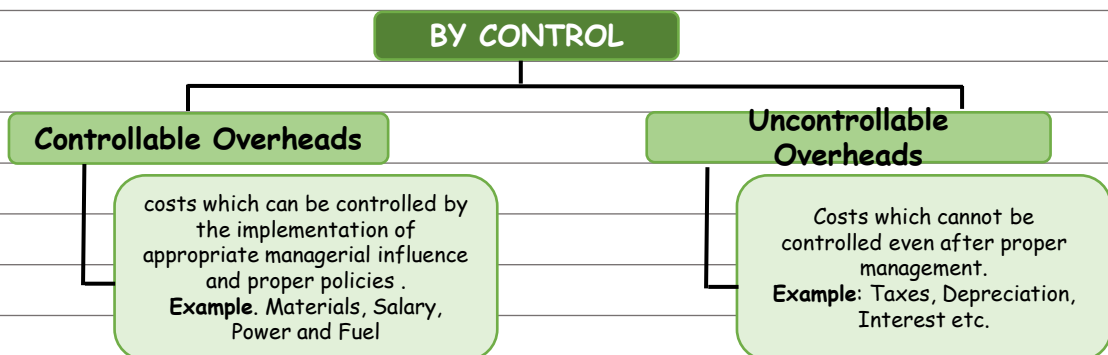 BY CONTROL
Controllable Overheads
costs which can be controlled by
the implementation of
appropriate managerial influence
and proper policies .
Example. Materials, Salary,
Power and Fuel
Uncontrollable
Overheads
Costs which cannot be
controlled even after proper
management.
Example: Taxes, Depreciation,
Interest etc.